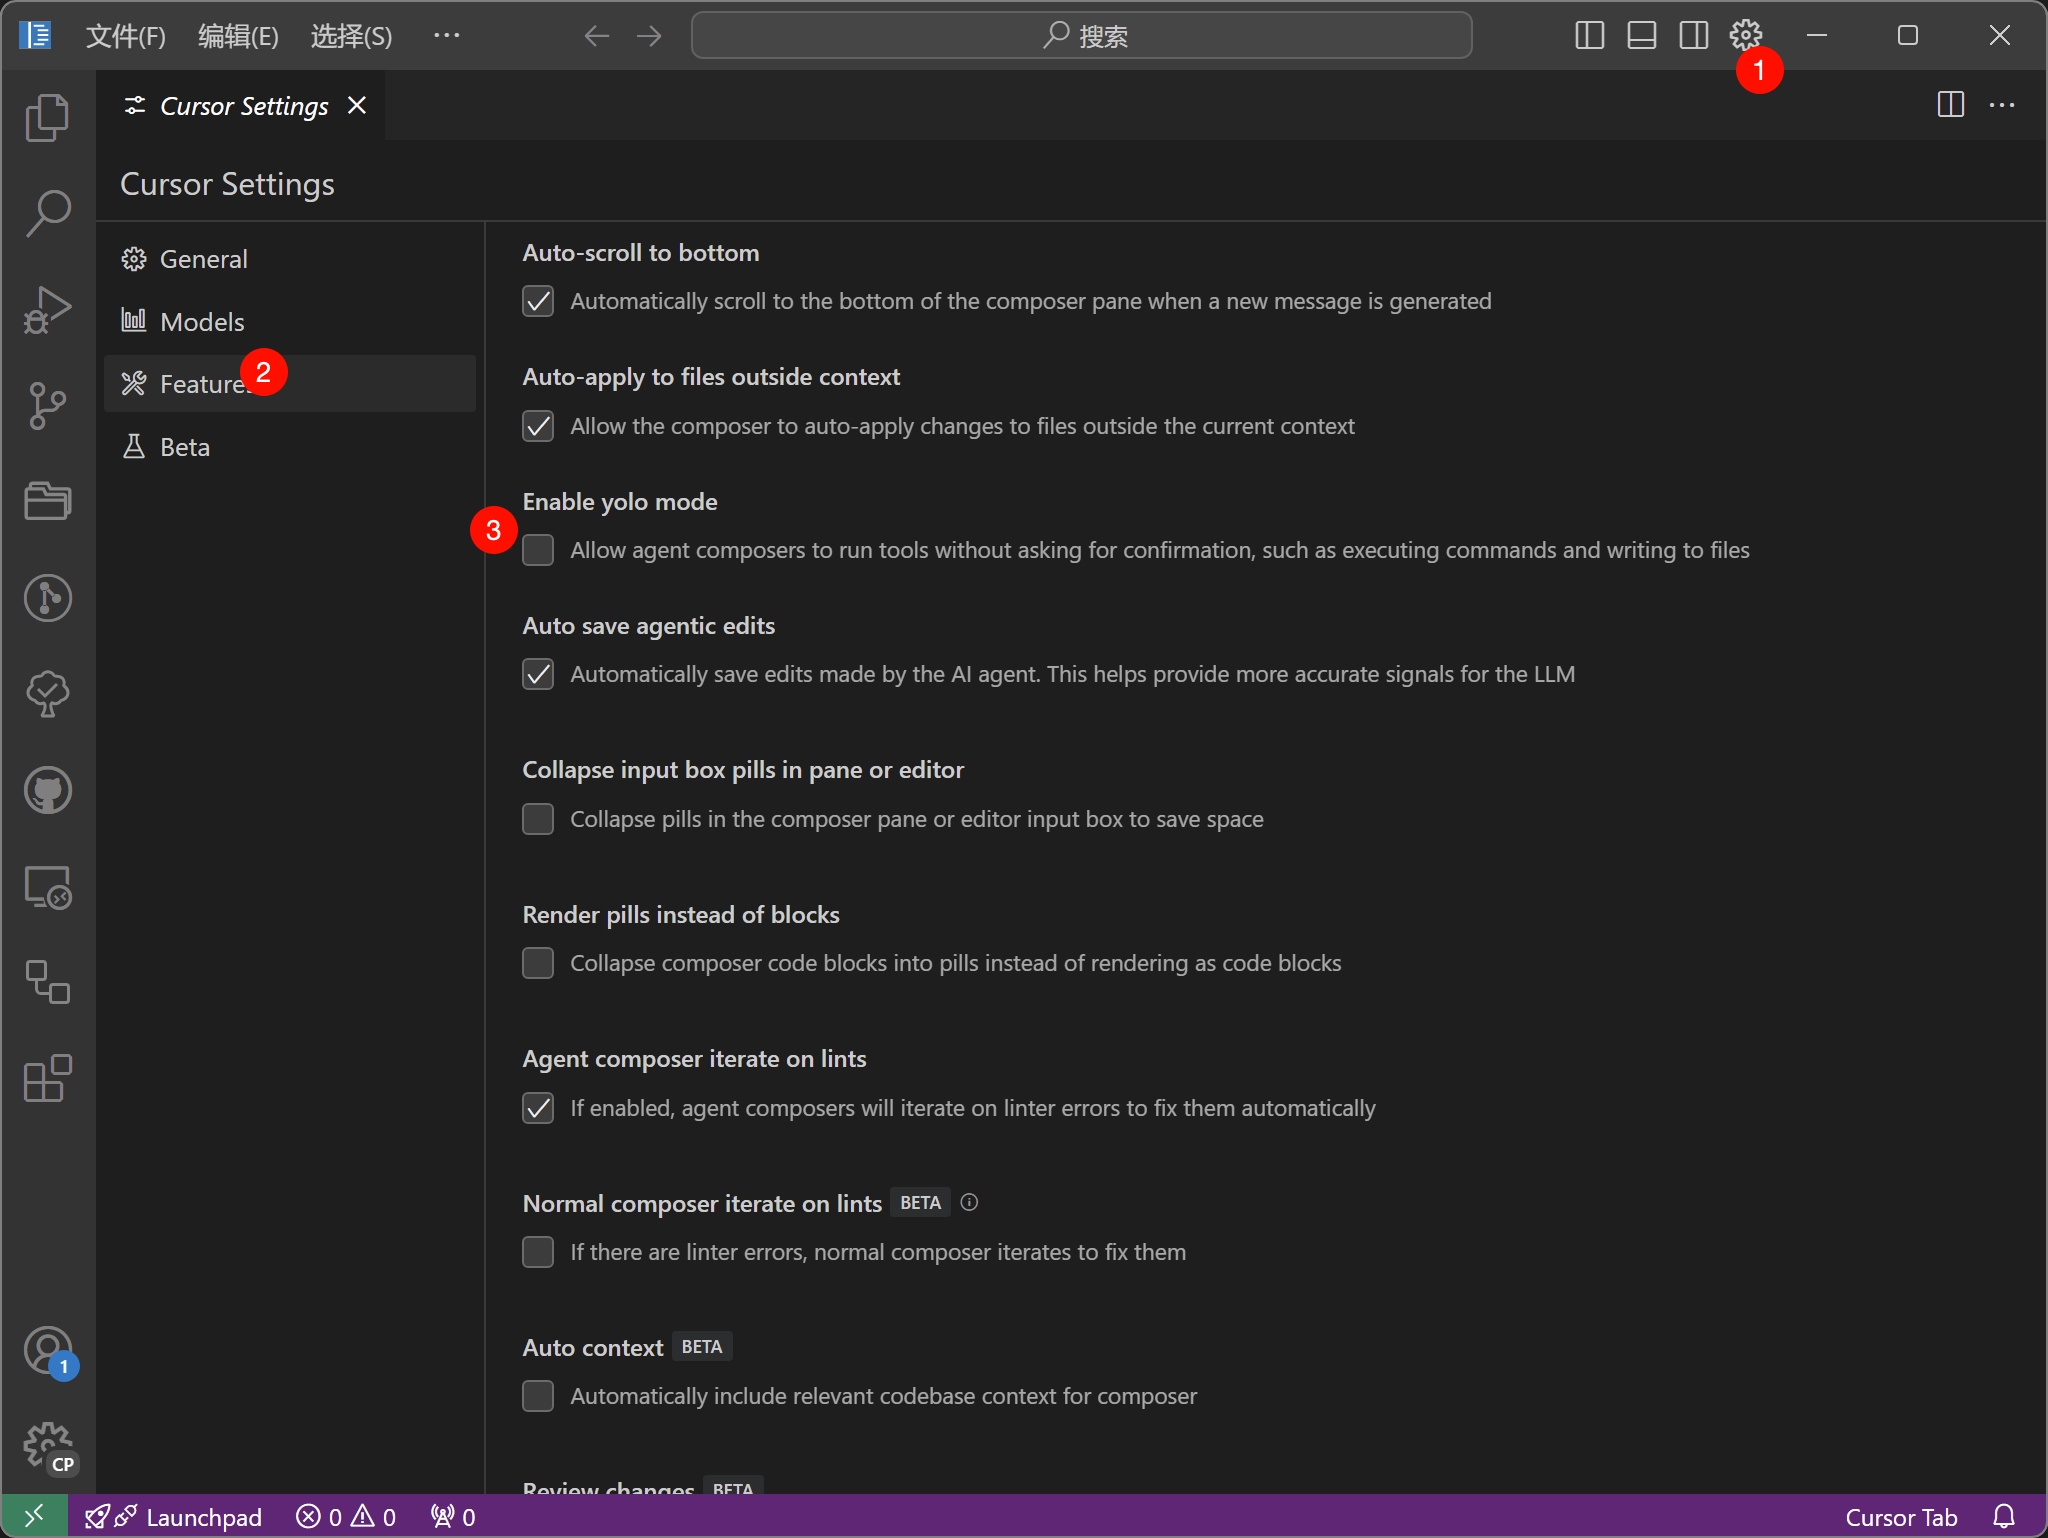 文件(F) 编辑(E) 选择(S) ··· 搜索
1
Cursor Settings
Cursor Settings
General
Models
Features
2
Beta
Auto-scroll to bottom
Automatically scroll to the bottom of the composer pane when a new message is generated
Auto-apply to files outside context
Allow the composer to auto-apply changes to files outside the current context
Enable yolo mode
3
Allow agent composers to run tools without asking for confirmation, such as executing commands and writing to files
Auto save agentic edits
Automatically save edits made by the AI agent. This helps provide more accurate signals for the LLM
Collapse input box pills in pane or editor
Collapse pills in the composer pane or editor input box to save space
Render pills instead of blocks
Collapse composer code blocks into pills instead of rendering as code blocks
Agent composer iterate on lints
If enabled, agent composers will iterate on linter errors to fix them automatically
Normal composer iterate on lints BETA
If there are linter errors, normal composer iterates to fix them
Auto context BETA
Automatically include relevant codebase context for composer
Review changes BETA
1
CP
Launchpad 0 0 0 Cursor Tab